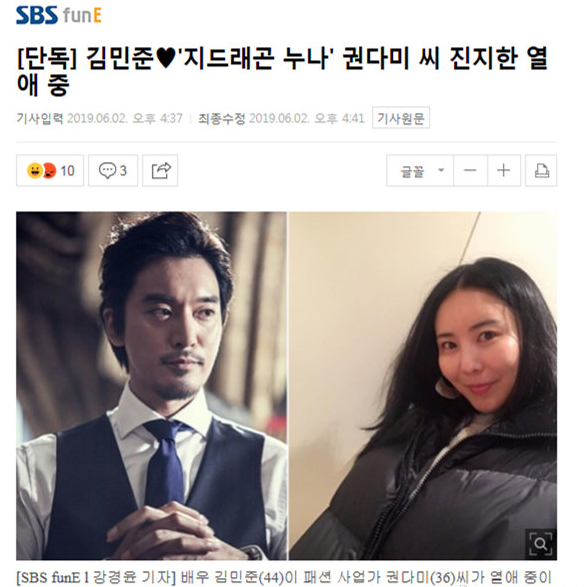 SBS funE
[단독] 김민준♥'지드래곤 누나' 권다미 씨 진지한 열
애 중
기사입력 2019.06.02. 오후 4:37 최종수정 2019.06.02. 오후 4:41 기사원문
10 3 글꼴
[SBS funE l 강경윤 기자] 배우 김민준(44)이 패션 사업가 권다미(36)씨가 열애 중이